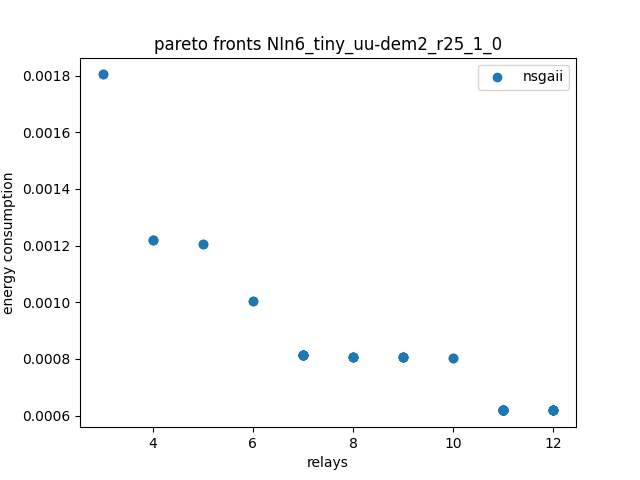 pareto fronts NIn6_tiny_uu-dem2_r25_1_0
nsgaii
energy consumption
0.0018
0.0016
0.0014
0.0012
0.0010
0.0008
0.0006
4 6 8 10 12
relays